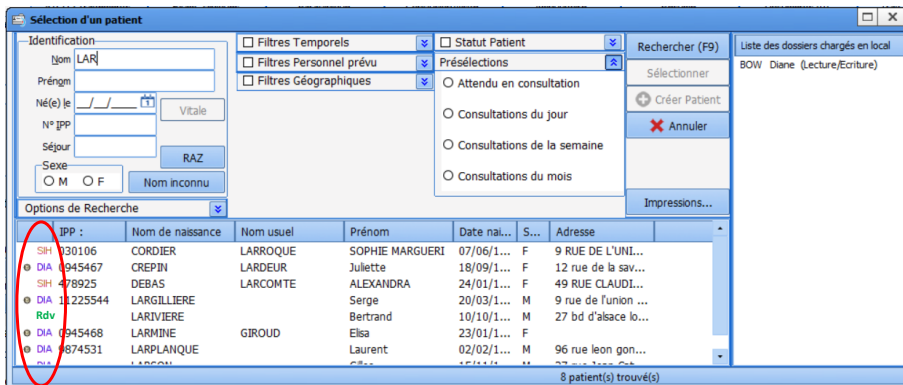 Sélection d'un patient
Identification
Nom LAR
Prénom
Né(e) le __/__/____
Vitale
N° IPP
Séjour
RAZ
Sexe
M F
Nom inconnu
Options de Recherche
Filtres Temporels
Filtres Personnel prévu
Filtres Géographiques
Statut Patient
Présélections
Attendu en consultation
Consultations du jour
Consultations de la semaine
Consultations du mois
Rechercher (F9)
Sélectionner
Créer Patient
Annuler
Impressions...
Liste des dossiers chargés en local
BOW Diane (Lecture/Ecriture)
IPP : Nom de naissance Nom usuel Prénom Date nai... S... Adresse
SIH 030106 CORDIER LARROQUE SOPHIE MARGUERI 07/06/1... F 9 RUE DE L'UNI...
DIA 0945467 CREPIN LARDEUR Juliette 18/09/1... F 12 rue de la sav...
SIH 478925 DEBAS LARCOMTE ALEXANDRA 24/01/1... F 49 RUE CLAUDI...
DIA 11225544 LARGILLIERE Serge 20/03/1... M 9 rue de l'union ...
Rdv LARIVIERE Bertrand 10/10/1... M 27 bd d'alsace lo...
DIA 0945468 LARMINE GIROUD Elisa 23/01/1... F
DIA 9874531 LARPLANQUE Laurent 02/02/1... M 96 rue leon gon...
DIA
8 patient(s) trouvé(s)